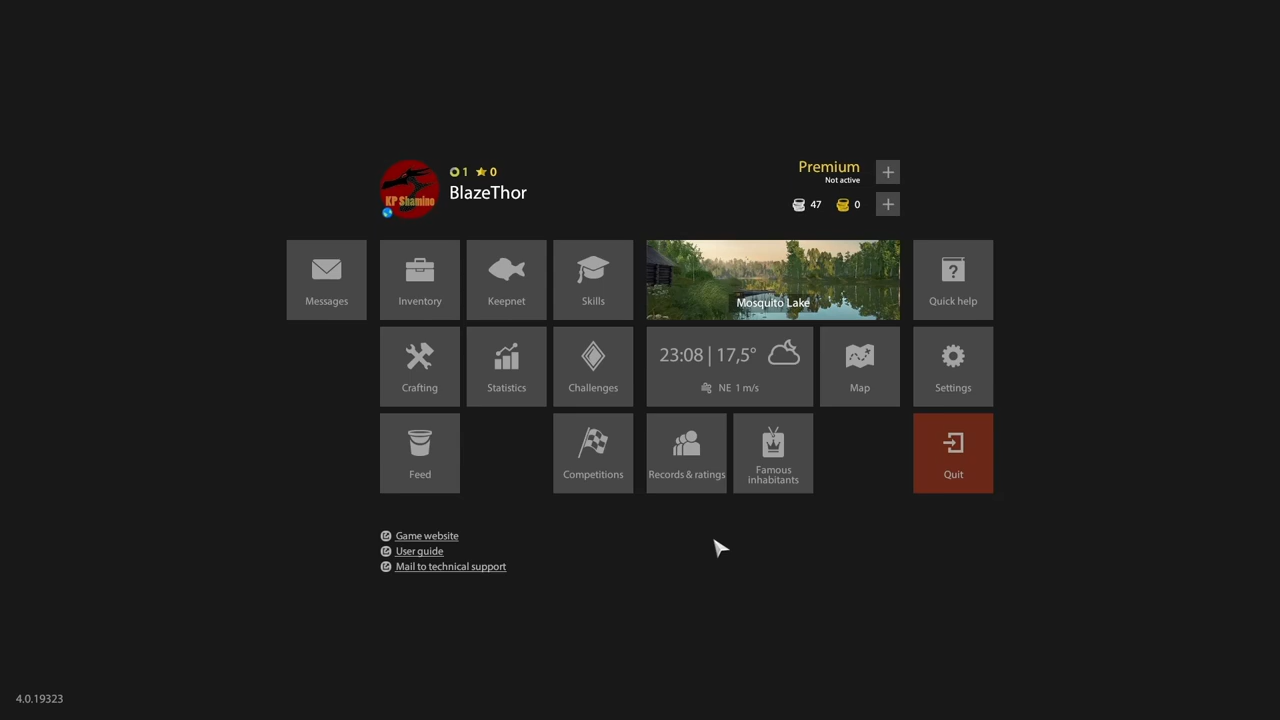 1 0
BlazeThor
KP Shamino
Premium
Not active
47 0
Messages
Inventory
Keepnet
Skills
Mosquito Lake
Quick help
Crafting
Statistics
Challenges
23:08 | 17,5°
NE 1 m/s
Map
Settings
Feed
Competitions
Records & ratings
Famous
inhabitants
Quit
Game website
User guide
Mail to technical support
4.0.19323